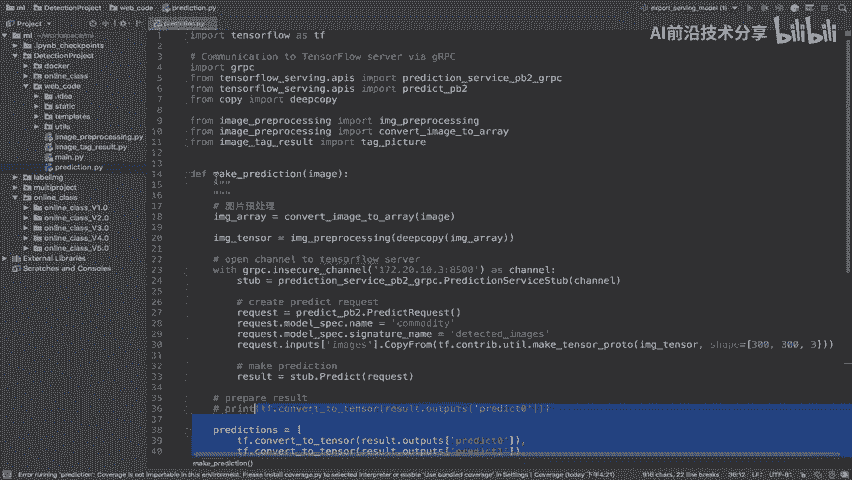 ml DetectionProject web_code prediction.py export_serving_model (1)
AI前沿技术分享 bilibili
Project prediction.py
ml
.ipynb_checkpoints
DetectionProject
docker
online_class
web_code
.idea
static
templates
utils
image_preprocessing.py
image_tag_result.py
main.py
prediction.py
labelimg
multiproject
online_class
online_class_V1.0
online_class_V2.0
online_class_V3.0
online_class_V4.0
online_class_V5.0
External Libraries
Scratches and Consoles
1 import tensorflow as tf
2
3 # Communication to TensorFlow server via gRPC
4 import grpc
5 from tensorflow_serving.apis import prediction_service_pb2_grpc
6 from tensorflow_serving.apis import predict_pb2
7 from copy import deepcopy
8
9 from image_preprocessing import img_preprocessing
10 from image_preprocessing import convert_image_to_array
11 from image_tag_result import tag_picture
12
13
14 def make_prediction(image):
15 """
16 """
17 # 图片预处理
18 img_array = convert_image_to_array(image)
19
20 img_tensor = img_preprocessing(deepcopy(img_array))
21
22 # open channel to tensorflow server
23 with grpc.insecure_channel('172.20.10.3:8500') as channel:
24 stub = prediction_service_pb2_grpc.PredictionServiceStub(channel)
25
26 # create predict request
27 request = predict_pb2.PredictRequest()
28 request.model_spec.name = 'commodity'
29 request.model_spec.signature_name = 'detected_images'
30 request.inputs['images'].CopyFrom(tf.contrib.util.make_tensor_proto(img_tensor, shape=[300, 300, 3]))
31
32 # make prediction
33 result = stub.Predict(request)
34
35 # prepare result
36 # print(tf.convert_to_tensor(result.outputs['predict0']))
37
38 predictions = [
39 tf.convert_to_tensor(result.outputs['predict0']),
40 tf.convert_to_tensor(result.outputs['predict1']),
make_prediction()
Error running 'prediction': Coverage is not importable in this environment. Please install coverage.py to selected interpreter or enable 'Use bundled coverage' in Settings | Coverage (today 下午4:21) 918 chars, 22 line breaks 36:12 LF: UTF-8: